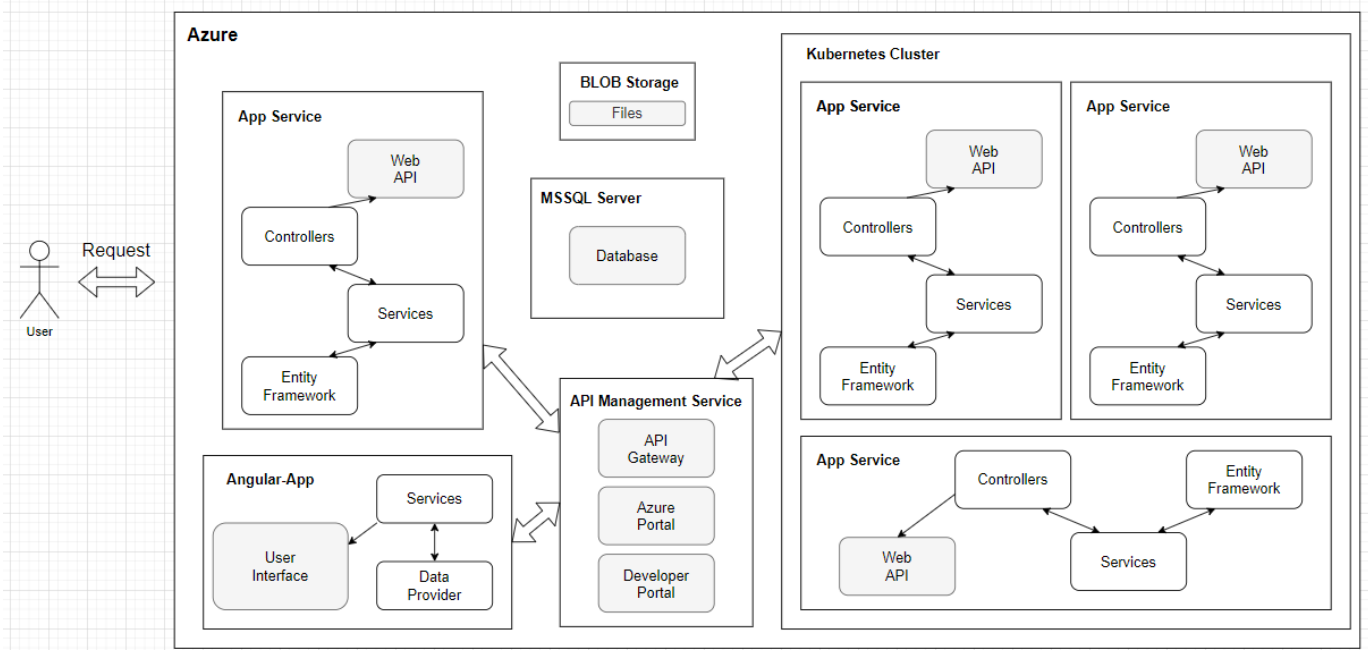 Azure
Request
User
App Service
Web
API
Controllers
Services
Entity
Framework
Angular-App
Services
User
Interface
Data
Provider
BLOB Storage
Files
MSSQL Server
Database
API Management Service
API
Gateway
Azure
Portal
Developer
Portal
Kubernetes Cluster
App Service
Web
API
Controllers
Services
Entity
Framework
App Service
Web
API
Controllers
Services
Entity
Framework
App Service
Controllers
Entity
Framework
Web
API
Services